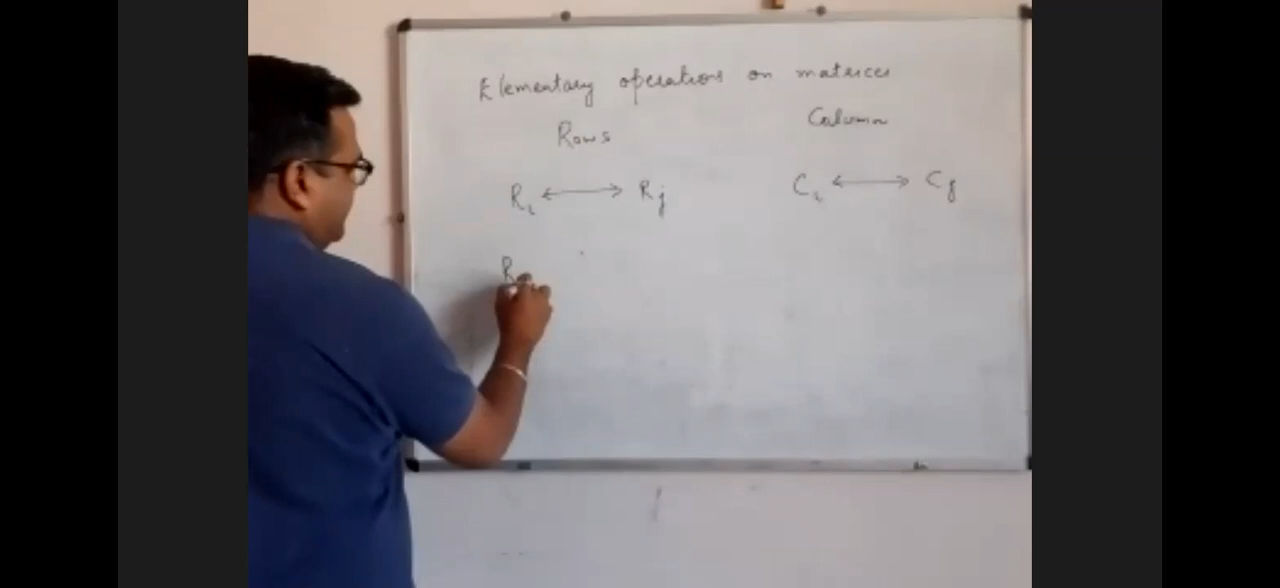 Elementary operations on matrices
Rows Column
Ri ↔ Rj Ci ↔ Cj
R